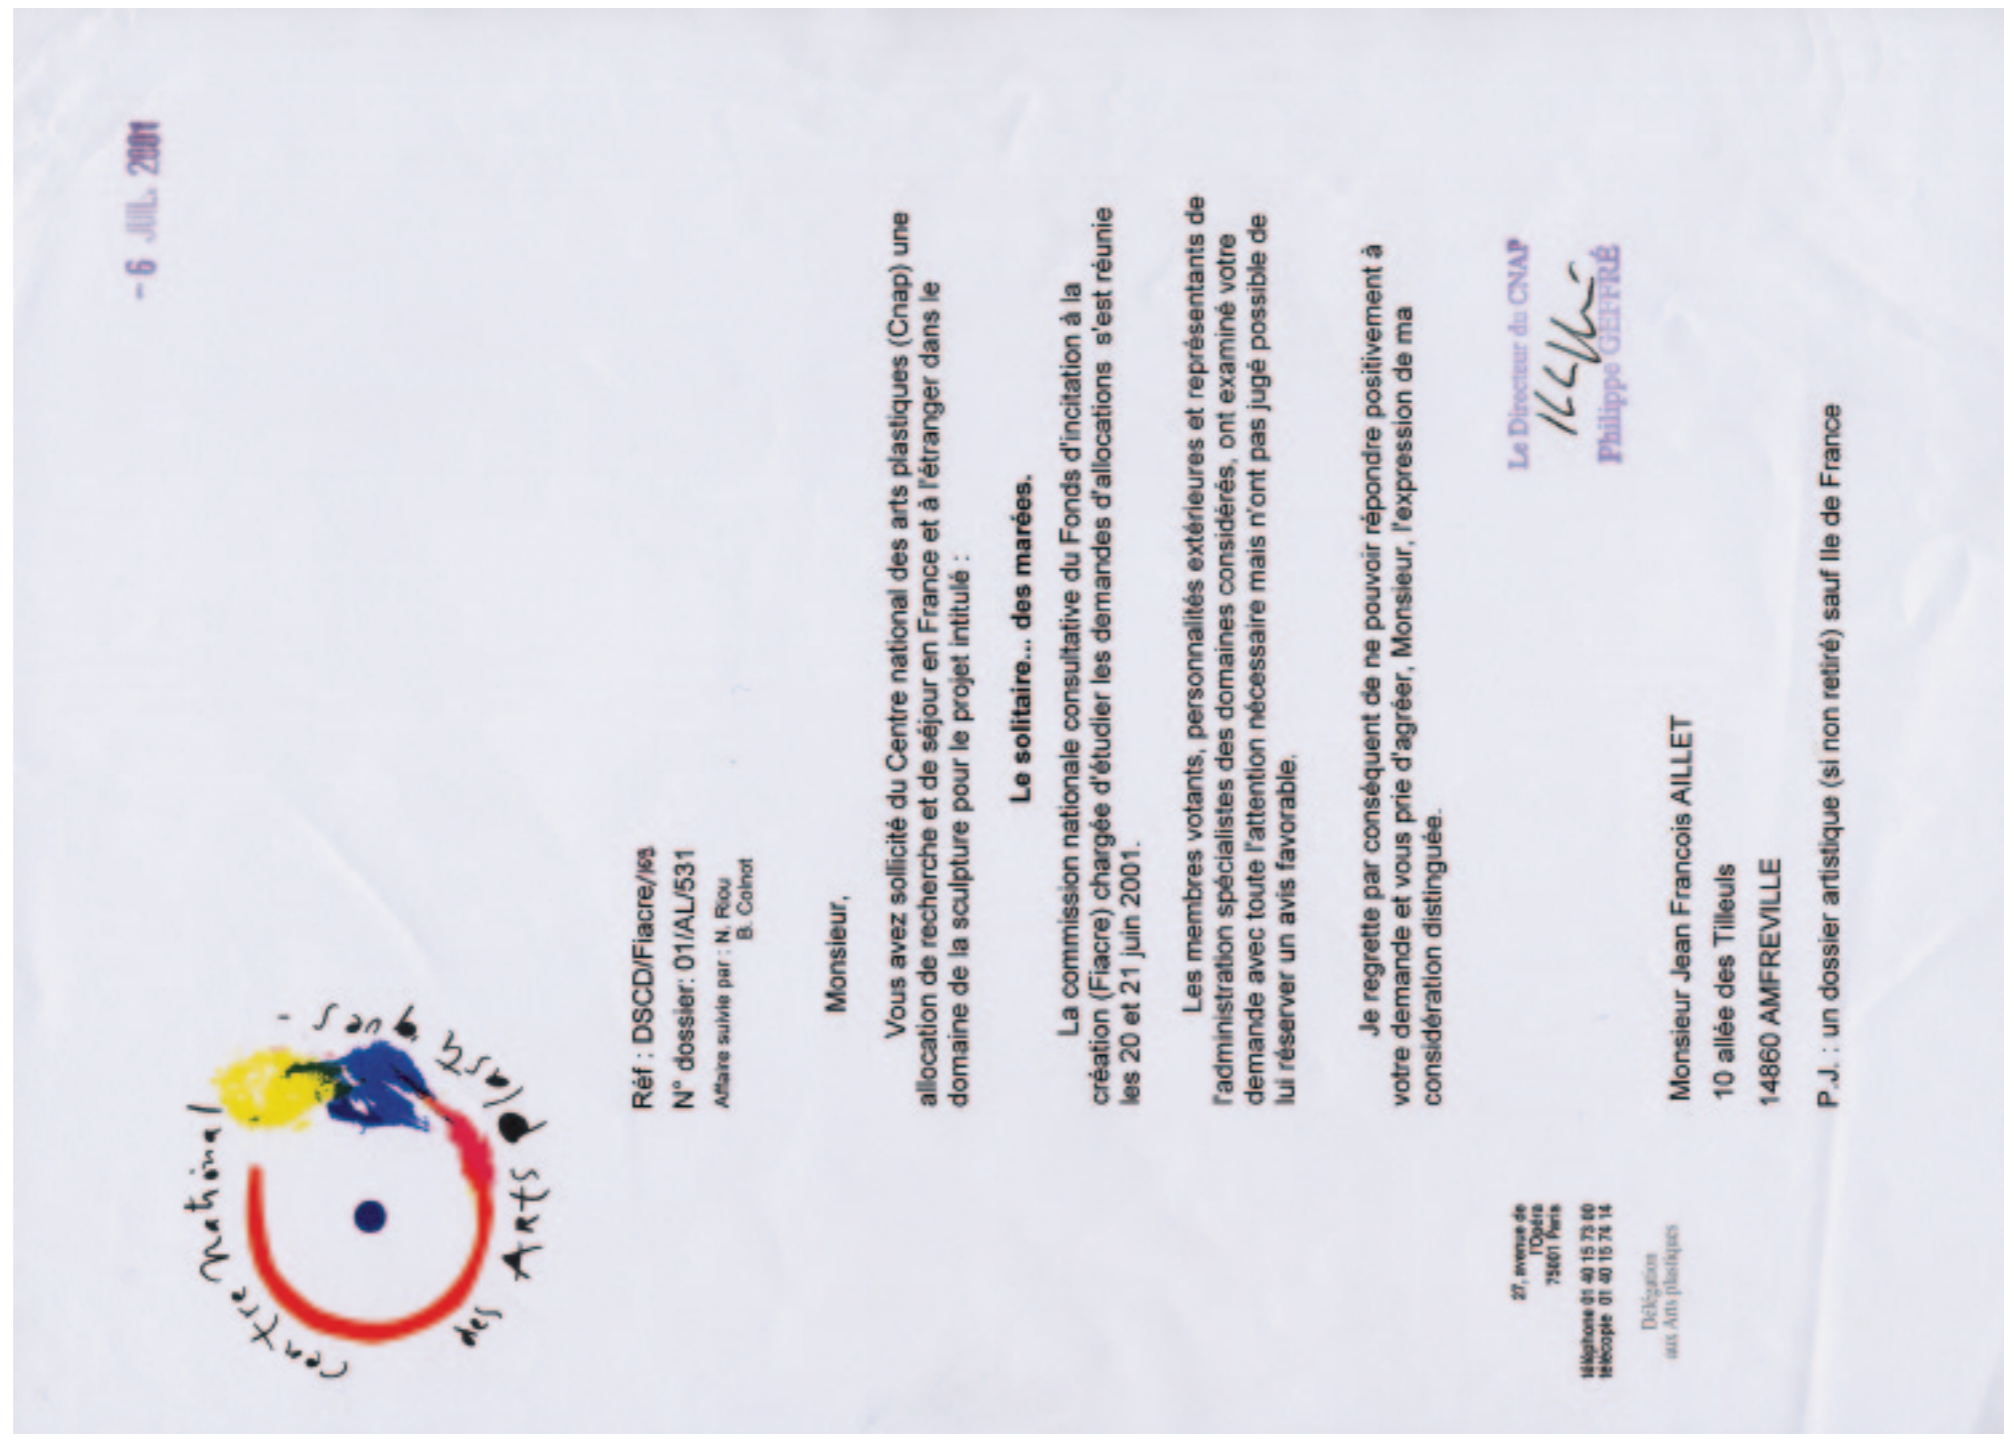 - 6 JUIL. 2001
centre national
des ARTS Plastiques -
Réf : DSCD/Fiacre/
N° dossier: 01/AL/531
Affaire suivie par : N. Riou
B. Colnot
Monsieur,
Vous avez sollicité du Centre national des arts plastiques (Cnap) une
allocation de recherche et de séjour en France et à l'étranger dans le
domaine de la sculpture pour le projet intitulé :
Le solitaire... des marées.
La commission nationale consultative du Fonds d'incitation à la
création (Fiacre) chargée d'étudier les demandes d'allocations s'est réunie
les 20 et 21 juin 2001.
Les membres votants, personnalités extérieures et représentants de
l'administration spécialistes des domaines considérés, ont examiné votre
demande avec toute l'attention nécessaire mais n'ont pas jugé possible de
lui réserver un avis favorable.
Je regrette par conséquent de ne pouvoir répondre positivement à
votre demande et vous prie d'agréer, Monsieur, l'expression de ma
considération distinguée.
Le Directeur du CNAP
Philippe GEFFRÉ
27, avenue de
l'Opéra
75001 Paris
téléphone 01 40 15 73 00
télécopie 01 40 15 74 14
Délégation
aux Arts plastiques
Monsieur Jean Francois AILLET
10 allée des Tilleuls
14860 AMFREVILLE
P.J. : un dossier artistique (si non retiré) sauf Ile de France